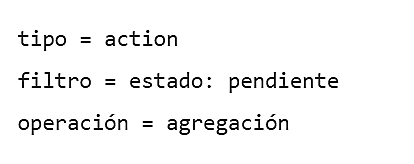 tipo = action
filtro = estado: pendiente
operación = agregación